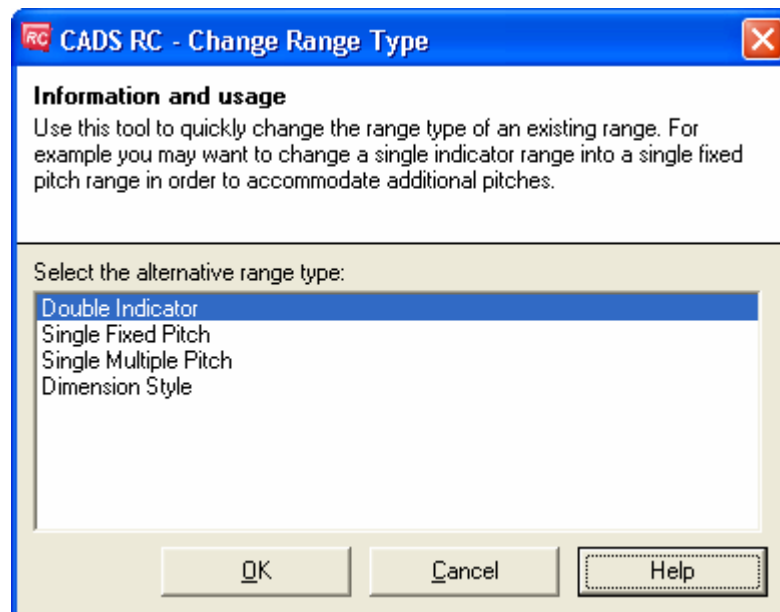 RC CADS RC - Change Range Type
Information and usage
Use this tool to quickly change the range type of an existing range. For
example you may want to change a single indicator range into a single fixed
pitch range in order to accommodate additional pitches.
Select the alternative range type:
Double Indicator
Single Fixed Pitch
Single Multiple Pitch
Dimension Style
OK Cancel Help